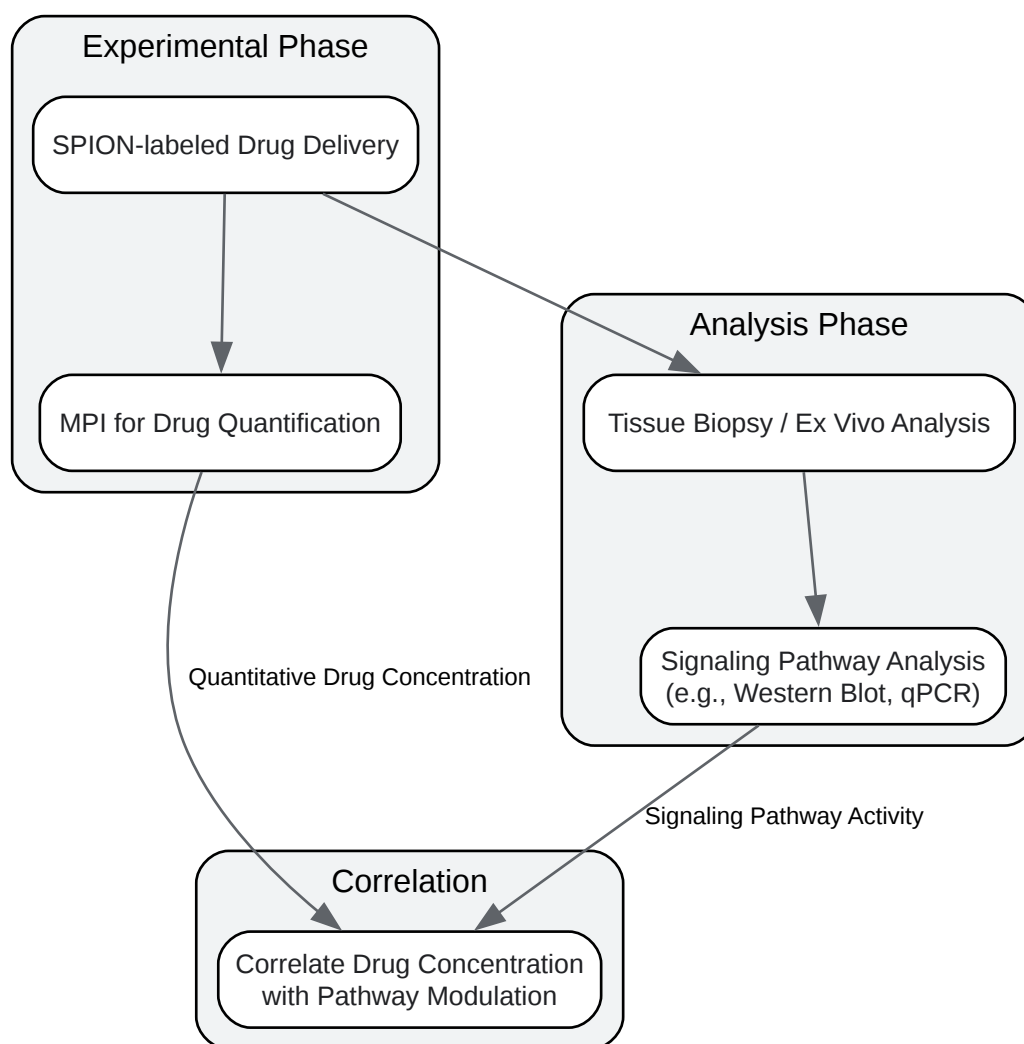 Experimental Phase
SPION-labeled Drug Delivery
Analysis Phase
MPI for Drug Quantification
Tissue Biopsy / Ex Vivo Analysis
Signaling Pathway Analysis
(e.g., Western Blot, qPCR)
Quantitative Drug Concentration
Signaling Pathway Activity
Correlation
Correlate Drug Concentration
with Pathway Modulation